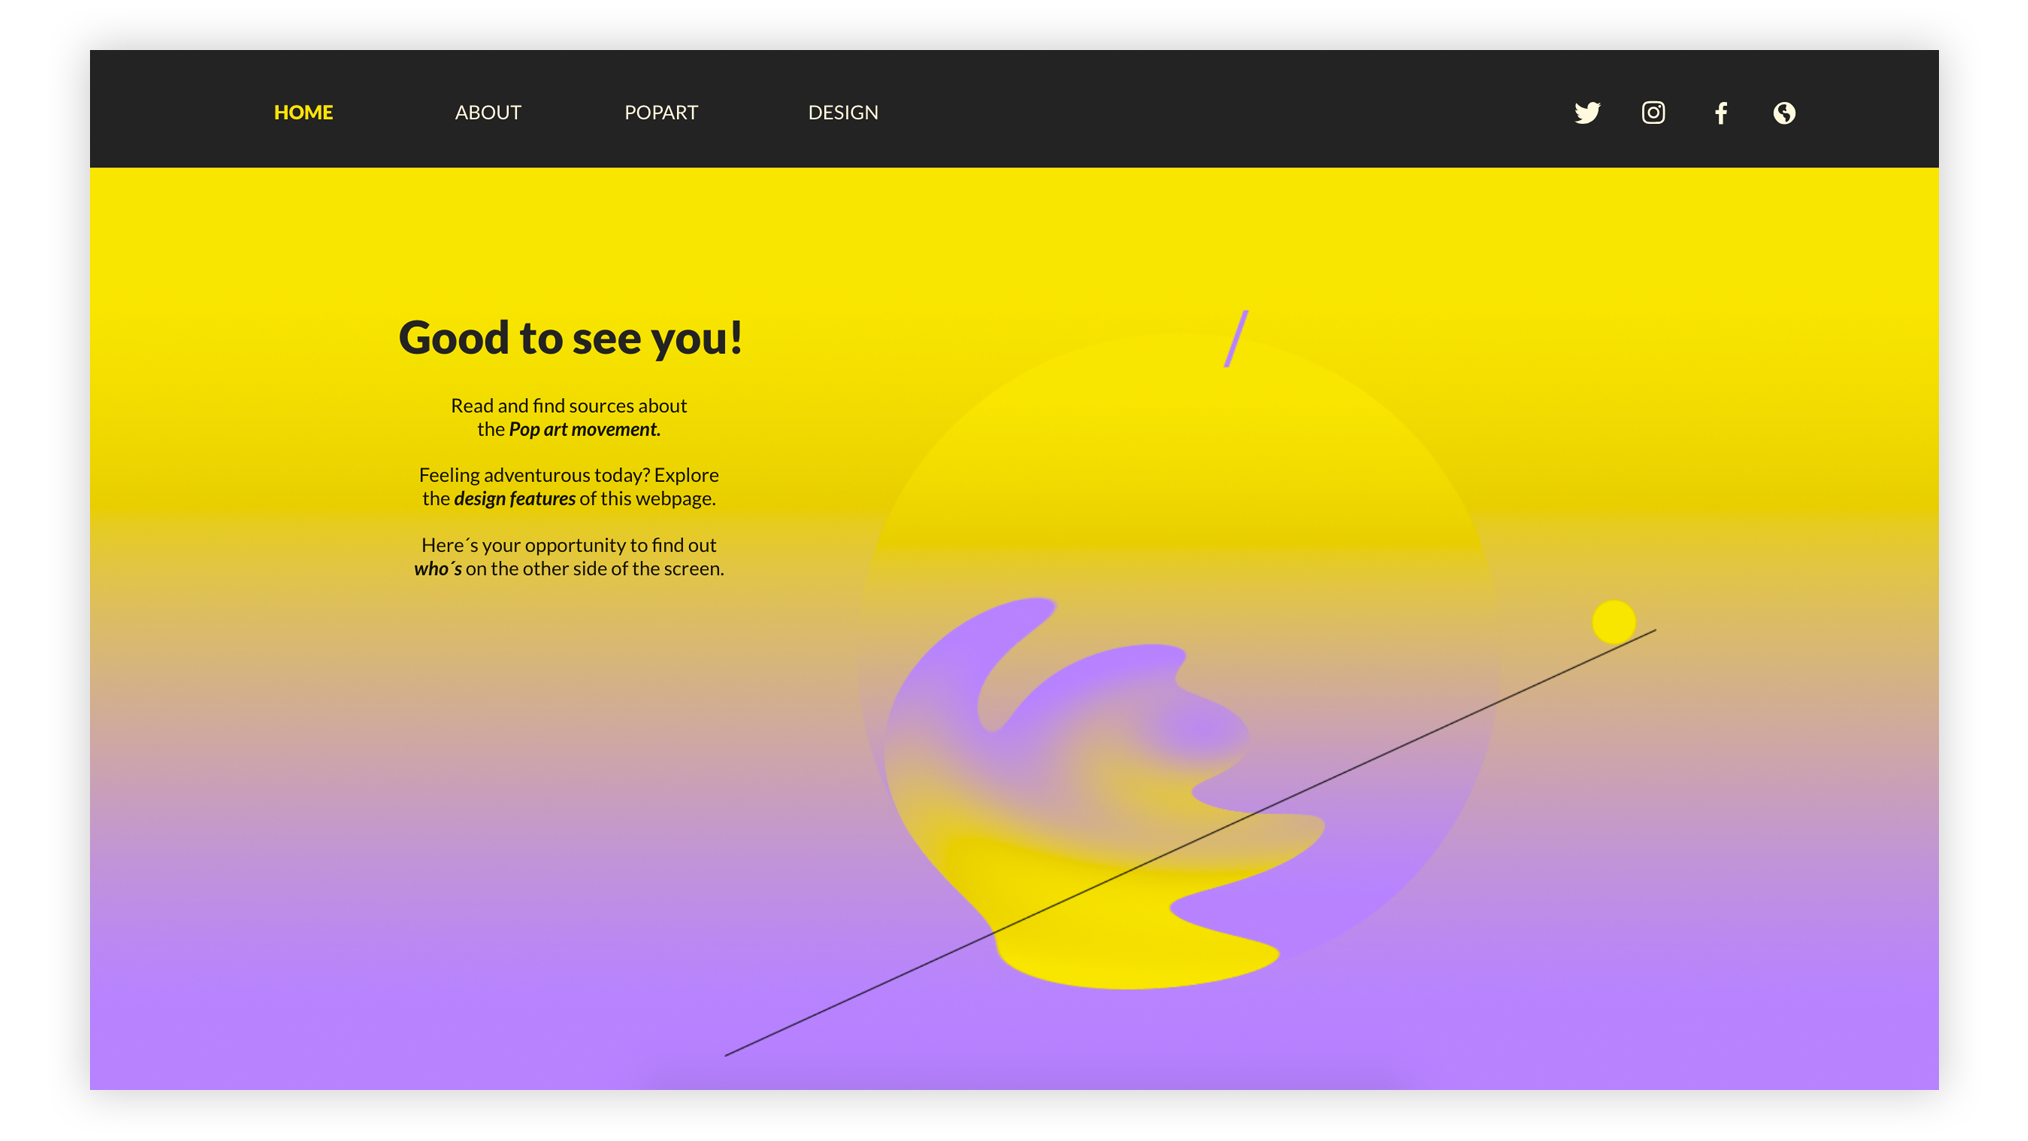 HOME ABOUT POPART DESIGN
Good to see you!
Read and find sources about
the Pop art movement.
Feeling adventurous today? Explore
the design features of this webpage.
Here´s your opportunity to find out
who´s on the other side of the screen.